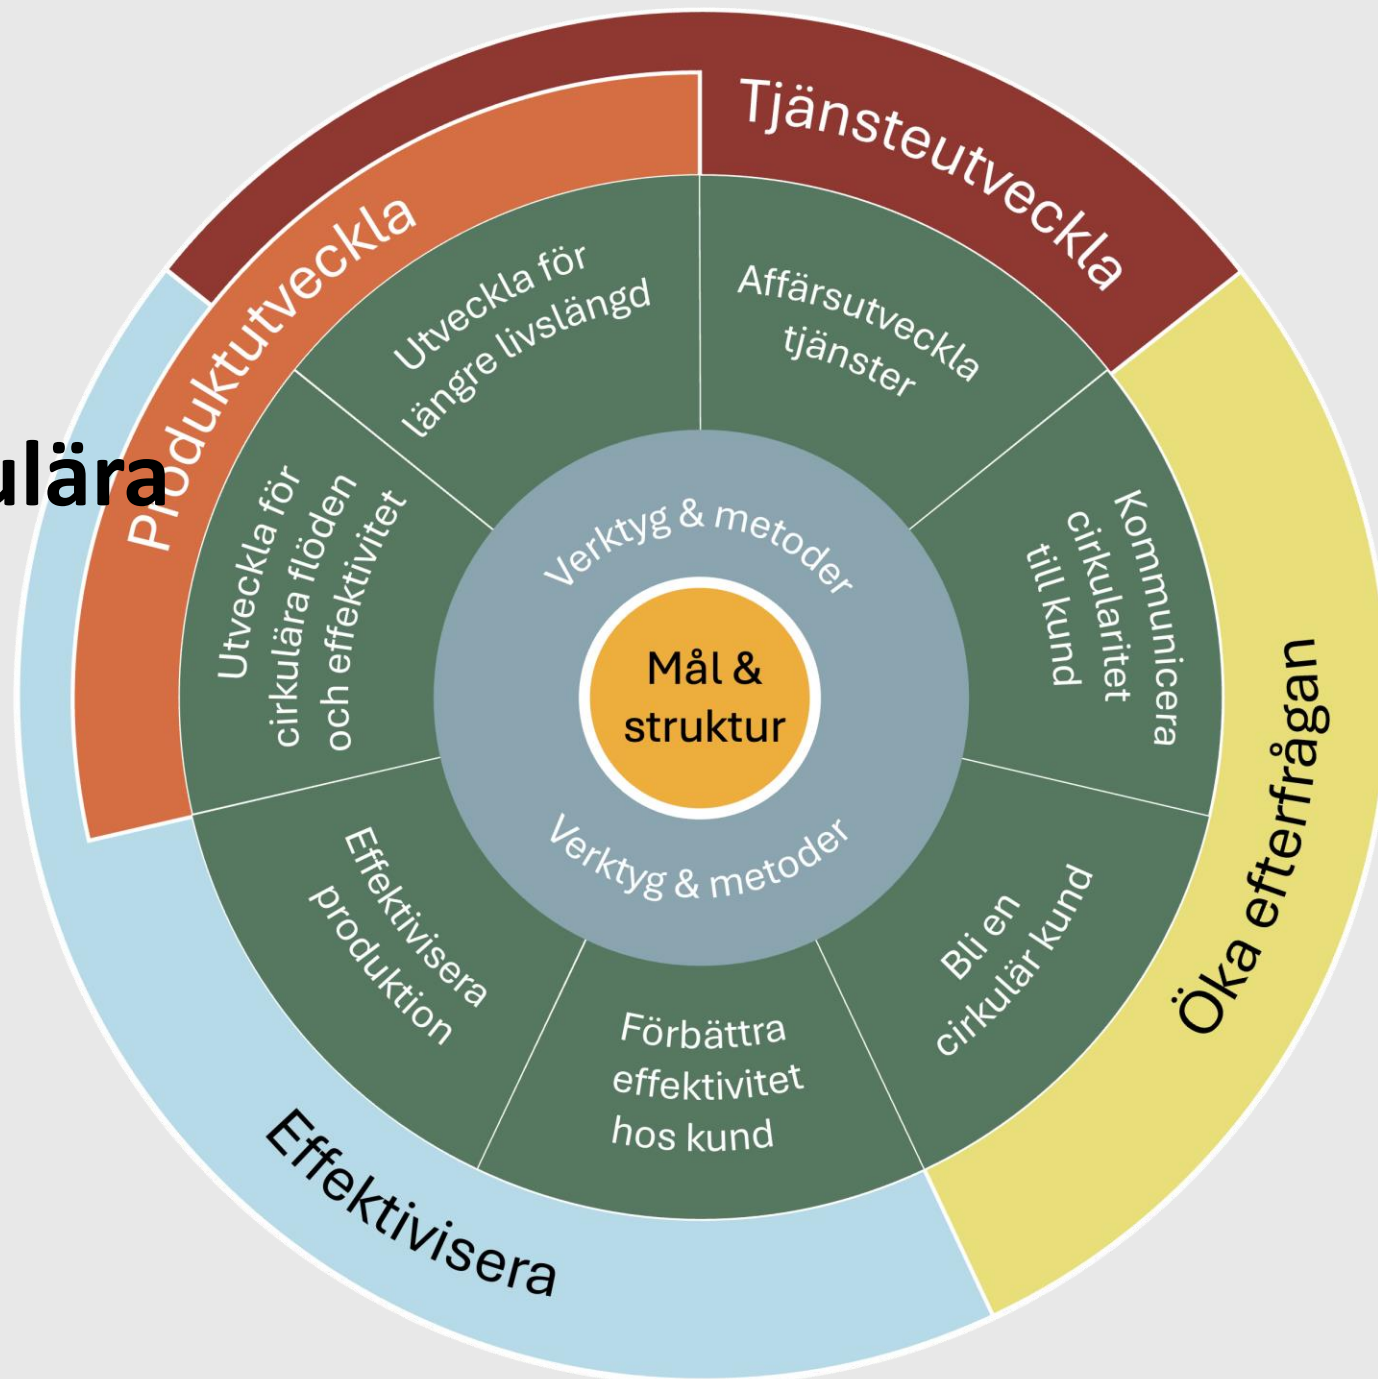 Tjänsteutveckla
Produktutveckla
Utveckla för
längre livslängd
Affärsutveckla
tjänster
ulära
Utveckla för
cirkulära flöden
och effektivitet
Verktyg & metoder
Kommunicera
cirkularitet
till kund
Mål &
struktur
Öka efterfrågan
Verktyg & metoder
Effektivisera
produktion
Bli en
cirkulär kund
Förbättra
effektivitet
hos kund
Effektivisera